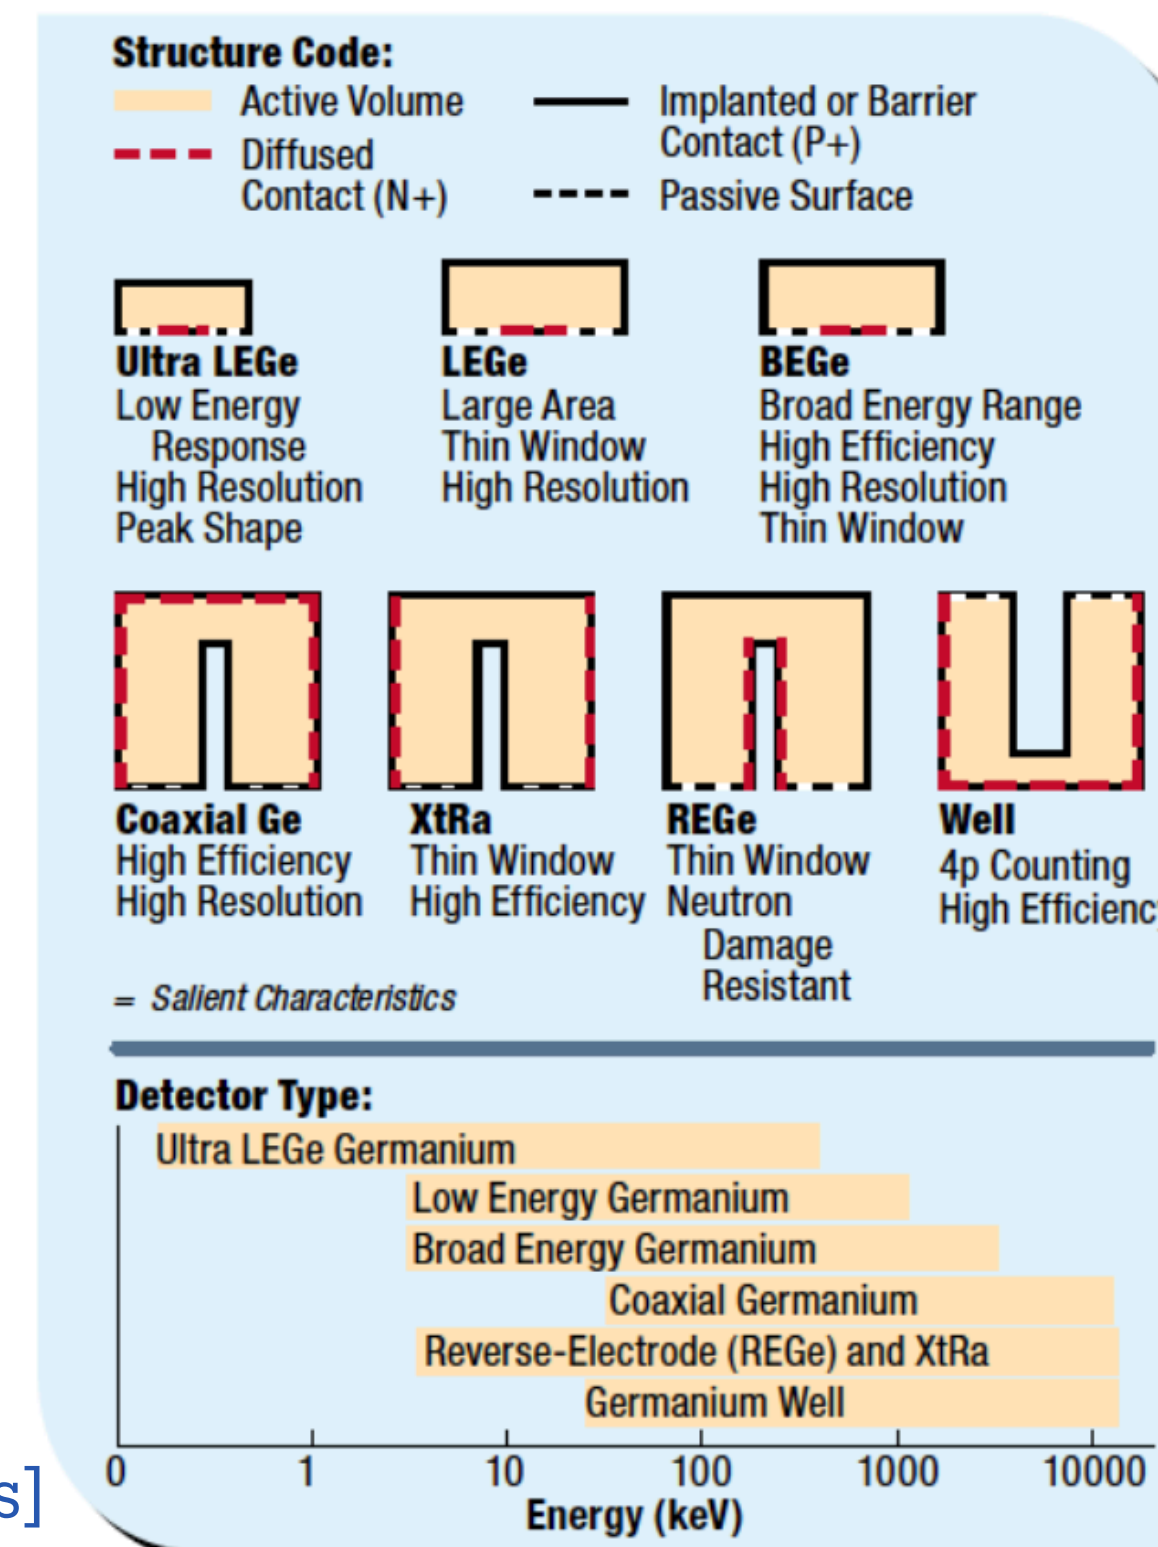 Structure Code:
Active Volume
Diffused
Contact (N+)
Implanted or Barrier
Contact (P+)
Passive Surface
Ultra LEGe
Low Energy
Response
High Resolution
Peak Shape
LEGe
Large Area
Thin Window
High Resolution
BEGe
Broad Energy Range
High Efficiency
High Resolution
Thin Window
Coaxial Ge
High Efficiency
High Resolution
XtRa
Thin Window
High Efficiency
REGe
Thin Window
Neutron
Damage
Resistant
Well
4p Counting
High
= Salient Characteristics
Detector Type:
Ultra LEGe Germanium
Low Energy Germanium
Broad Energy Germanium
Coaxial Germanium
Reverse-Electrode (REGe) and XtRa
Germanium Well
0 1 10 100 1000 10000
Energy (keV)
s]